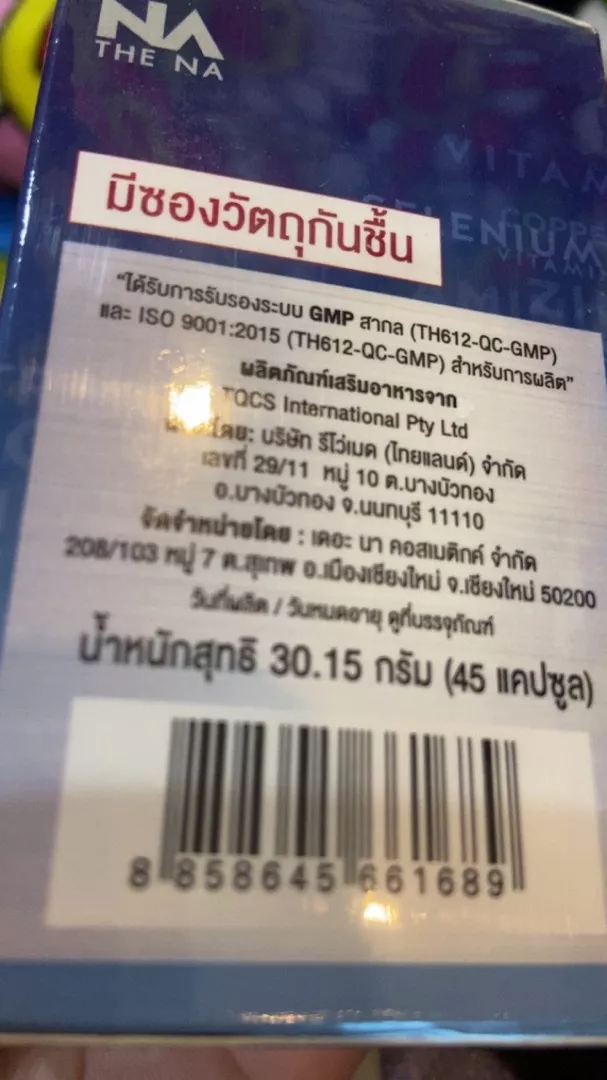 NA
THE NA
VITAM
COPPE
SELENIUM
VITAMI
AMIZI
มีซองวัตถุกันชื้น
“ได้รับการรับรองระบบ GMP สากล (TH612-QC-GMP)
และ ISO 9001:2015 (TH612-QC-GMP) สำหรับการผลิต”
ผลิตภัณฑ์เสริมอาหารจาก
TQCS International Pty Ltd
โดย: บริษัท รีโว่เมด (ไทยแลนด์) จำกัด
เลขที่ 29/11 หมู่ 10 ต.บางบัวทอง
อ.บางบัวทอง จ.นนทบุรี 11110
จัดจำหน่ายโดย : เดอะ นา คอสเมติกค์ จำกัด
208/103 หมู่ 7 ต.สุเทพ อ.เมืองเชียงใหม่ จ.เชียงใหม่ 50200
วันที่ผลิต / วันหมดอายุ ดูที่บรรจุภัณฑ์
น้ำหนักสุทธิ 30.15 กรัม (45 แคปซูล)
8 858645 661689